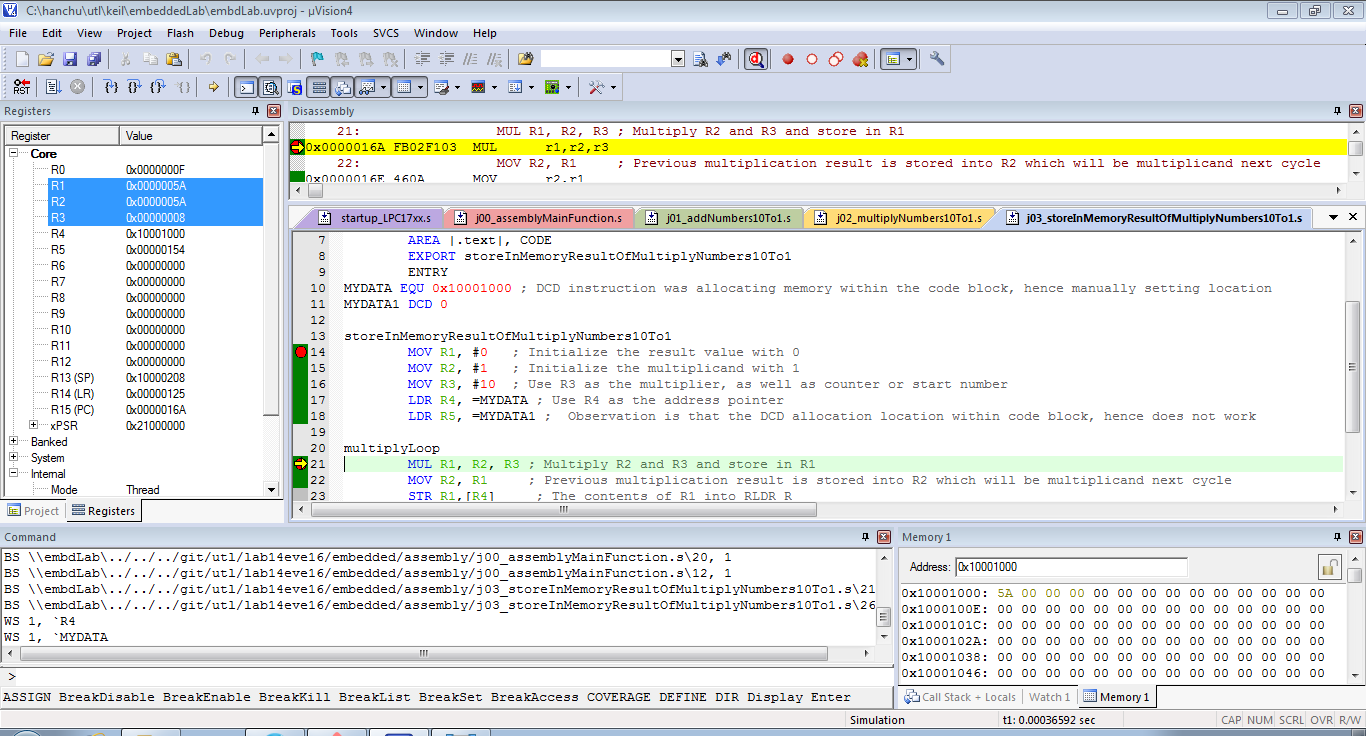 C:\hanchu\utl\keil\embeddedLab\embdLab.uvproj - µVision4
File Edit View Project Flash Debug Peripherals Tools SVCS Window Help
RST
Registers
Register Value
Core
R0 0x0000000F
R1 0x0000005A
R2 0x0000005A
R3 0x00000008
R4 0x10001000
R5 0x00000154
R6 0x00000000
R7 0x00000000
R8 0x00000000
R9 0x00000000
R10 0x00000000
R11 0x00000000
R12 0x00000000
R13 (SP) 0x10000208
R14 (LR) 0x00000125
R15 (PC) 0x0000016A
xPSR 0x21000000
Banked
System
Internal
Mode Thread
Project Registers
Disassembly
21: MUL R1, R2, R3 ; Multiply R2 and R3 and store in R1
0x0000016A FB02F103 MUL r1,r2,r3
22: MOV R2, R1 ; Previous multiplication result is stored into R2 which will be multiplicand next cycle
0x0000016E 460A MOV r2,r1
startup_LPC17xx.s j00_assemblyMainFunction.s j01_addNumbers10To1.s j02_multiplyNumbers10To1.s j03_storeInMemoryResultOfMultiplyNumbers10To1.s
7 AREA |.text|, CODE
8 EXPORT storeInMemoryResultOfMultiplyNumbers10To1
9 ENTRY
10 MYDATA EQU 0x10001000 ; DCD instruction was allocating memory within the code block, hence manually setting location
11 MYDATA1 DCD 0
12
13 storeInMemoryResultOfMultiplyNumbers10To1
14 MOV R1, #0 ; Initialize the result value with 0
15 MOV R2, #1 ; Initialize the multiplicand with 1
16 MOV R3, #10 ; Use R3 as the multiplier, as well as counter or start number
17 LDR R4, =MYDATA ; Use R4 as the address pointer
18 LDR R5, =MYDATA1 ; Observation is that the DCD allocation location within code block, hence does not work
19
20 multiplyLoop
21 MUL R1, R2, R3 ; Multiply R2 and R3 and store in R1
22 MOV R2, R1 ; Previous multiplication result is stored into R2 which will be multiplicand next cycle
23 STR R1,[R4] ; The contents of R1 into RLDR R
Command
BS \\embdLab\../../../git/utl/lab14eve16/embedded/assembly/j00_assemblyMainFunction.s\20, 1
BS \\embdLab\../../../git/utl/lab14eve16/embedded/assembly/j00_assemblyMainFunction.s\12, 1
BS \\embdLab\../../../git/utl/lab14eve16/embedded/assembly/j03_storeInMemoryResultOfMultiplyNumbers10To1.s\21
BS \\embdLab\../../../git/utl/lab14eve16/embedded/assembly/j03_storeInMemoryResultOfMultiplyNumbers10To1.s\26
WS 1, `R4
WS 1, `MYDATA
>
ASSIGN BreakDisable BreakEnable BreakKill BreakList BreakSet BreakAccess COVERAGE DEFINE DIR Display Enter
Memory 1
Address: 0x10001000
0x10001000: 5A 00 00 00 00 00 00 00 00 00 00 00 00 00
0x1000100E: 00 00 00 00 00 00 00 00 00 00 00 00 00 00
0x1000101C: 00 00 00 00 00 00 00 00 00 00 00 00 00 00
0x1000102A: 00 00 00 00 00 00 00 00 00 00 00 00 00 00
0x10001038: 00 00 00 00 00 00 00 00 00 00 00 00 00 00
0x10001046: 00 00 00 00 00 00 00 00 00 00 00 00 00 00
Call Stack + Locals Watch 1 Memory 1
Simulation t1: 0.00036592 sec CAP NUM SCRL OVR R/W